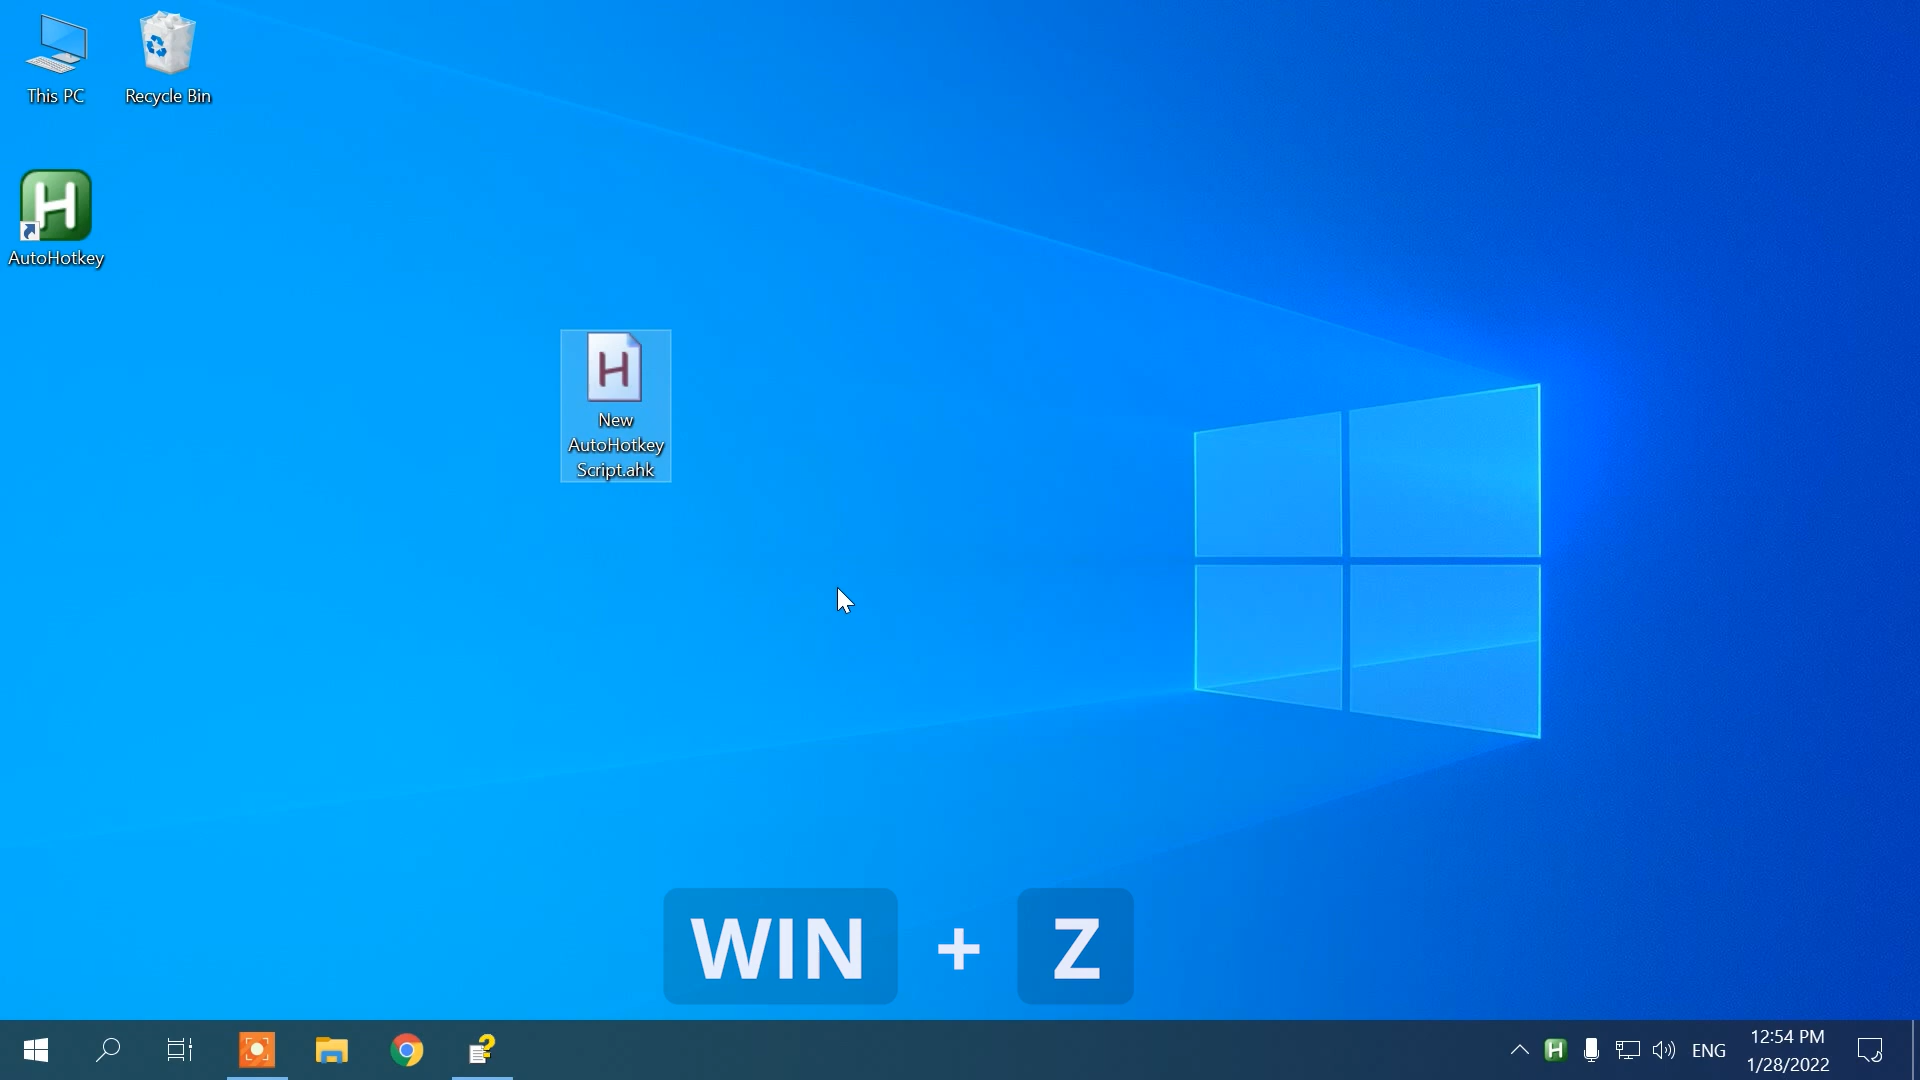 This PC
Recycle Bin
H
AutoHotkey
H
New
AutoHotkey
Script.ahk
WIN + Z
H
ENG
12:54 PM
1/28/2022